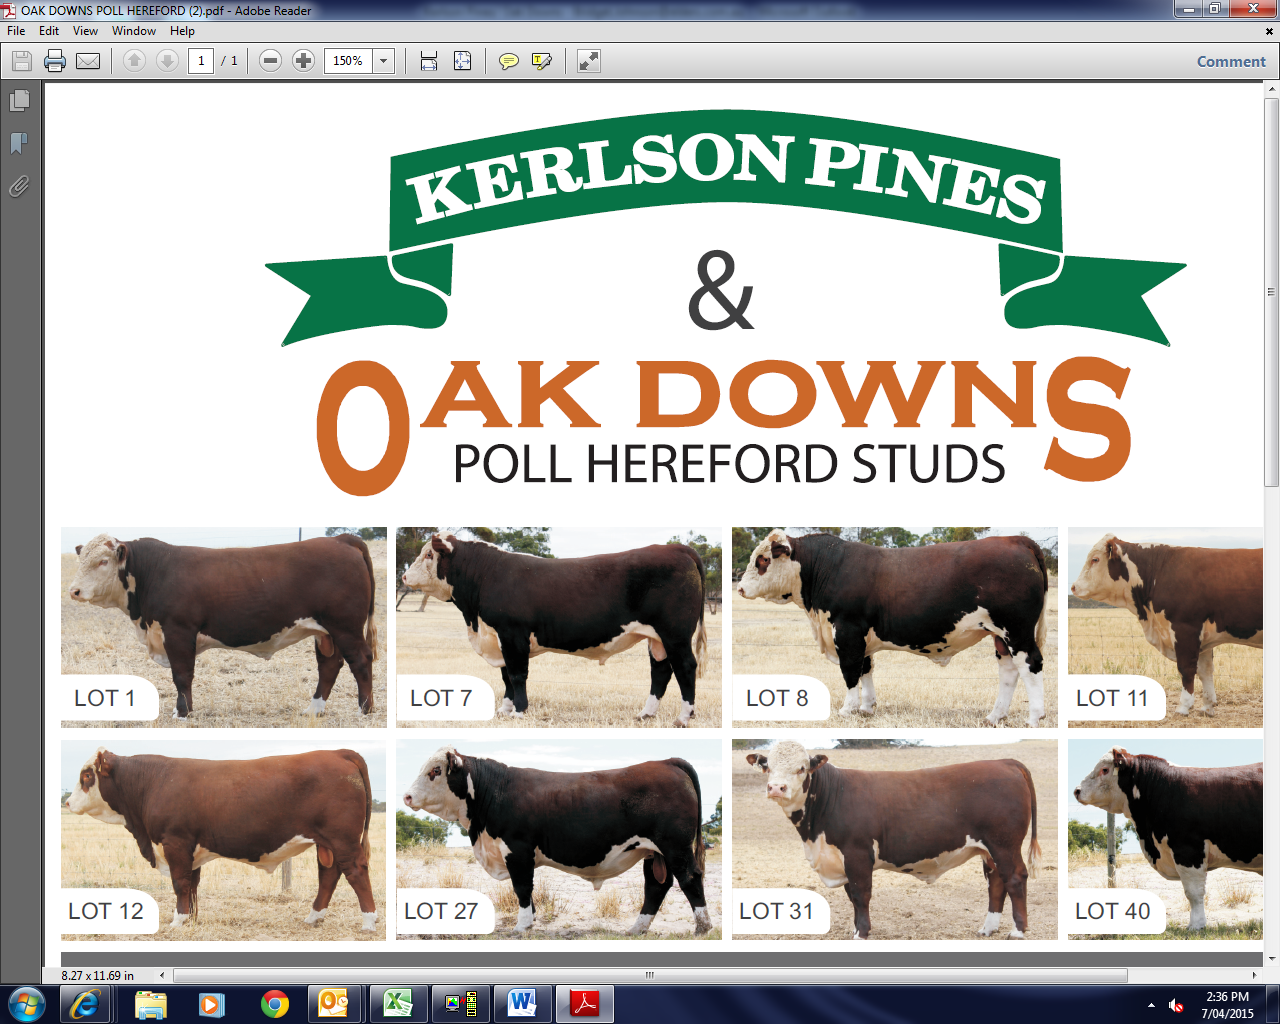 OAK DOWNS POLL HEREFORD (2).pdf - Adobe Reader
File Edit View Window Help
1 / 1 150% Comment
KERLSON PINES
&
OAK DOWNS
POLL HEREFORD STUDS
LOT 1 LOT 7 LOT 8 LOT 11
LOT 12 LOT 27 LOT 31 LOT 40
8.27 x 11.69 in
2:36 PM
7/04/2015